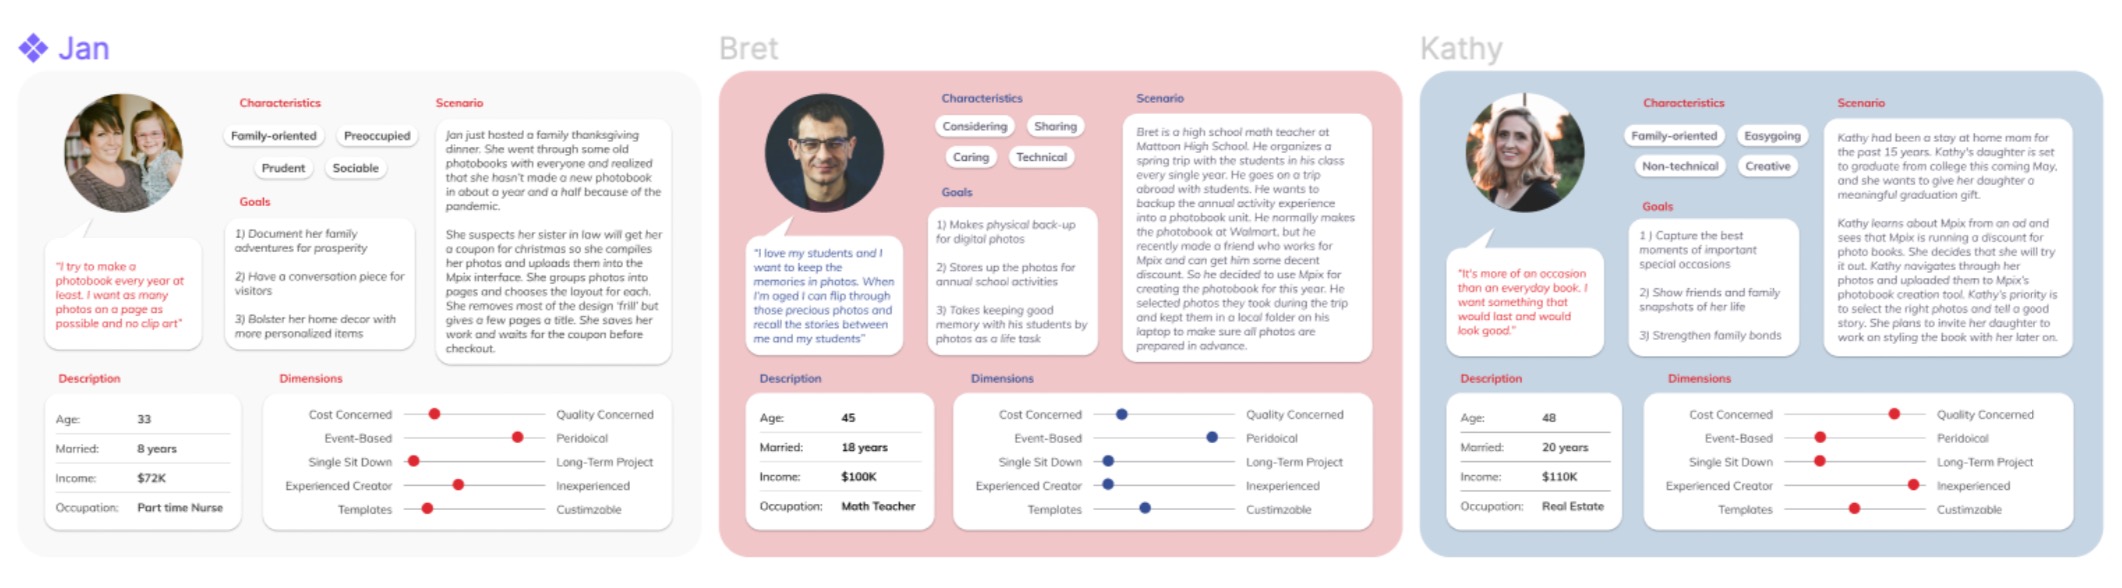 Jan
Characteristics
Family-oriented
Preoccupied
Prudent
Sociable
Goals
1) Document her family
adventures for prosperity
2) Have a conversation piece for
visitors
3) Bolster her home decor with
more personalized items
"I try to make a
photobook every year at
least. I want as many
photos on a page as
possible and no clip art"
Scenario
Jan just hosted a family thanksgiving
dinner. She went through some old
photobooks with everyone and realized
that she hasn't made a new photobook
in about a year and a half because of the
pandemic.
She suspects her sister in law will get her
a coupon for christmas so she compiles
her photos and uploads them into the
Mpix interface. She groups photos into
pages and chooses the layout for each.
She removes most of the design 'frill' but
gives a few pages a title. She saves her
work and waits for the coupon before
checkout.
Description
Age: 33
Married: 8 years
Income: $72K
Occupation: Part time Nurse
Dimensions
Cost Concerned Quality Concerned
Event-Based Peridoical
Single Sit Down Long-Term Project
Experienced Creator Inexperienced
Templates Custimzable
Bret
Characteristics
Considering
Sharing
Caring
Technical
Goals
1) Makes physical back-up
for digital photos
2) Stores up the photos for
annual school activities
3) Takes keeping good
memory with his students by
photos as a life task
"I love my students and I
want to keep the
memories in photos. When
I'm aged I can flip through
those precious photos and
recall the stories between
me and my students"
Scenario
Bret is a high school math teacher at
Mattoon High School. He organizes a
spring trip with the students in his class
every single year. He goes on a trip
abroad with students. He wants to
backup the annual activity experience
into a photobook unit. He normally makes
the photobook at Walmart, but he
recently made a friend who works for
Mpix and can get him some decent
discount. So he decided to use Mpix for
creating the photobook for this year. He
selected photos they took during the trip
and kept them in a local folder on his
laptop to make sure all photos are
prepared in advance.
Description
Age: 45
Married: 18 years
Income: $100K
Occupation: Math Teacher
Dimensions
Cost Concerned Quality Concerned
Event-Based Peridoical
Single Sit Down Long-Term Project
Experienced Creator Inexperienced
Templates Custimzable
Kathy
Characteristics
Family-oriented
Easygoing
Non-technical
Creative
Goals
1 ) Capture the best
moments of important
special occasions
2) Show friends and family
snapshots of her life
3) Strengthen family bonds
"It's more of an occasion
than an everyday book. I
want something that
would last and would
look good."
Scenario
Kathy had been a stay at home mom for
the past 15 years. Kathy's daughter is set
to graduate from college this coming May,
and she wants to give her daughter a
meaningful graduation gift.
Kathy learns about Mpix from an ad and
sees that Mpix is running a discount for
photo books. She decides that she will try
it out. Kathy navigates through her
photos and uploaded them to Mpix's
photobook creation tool. Kathy's priority is
to select the right photos and tell a good
story. She plans to invite her daughter to
work on styling the book with her later on.
Description
Age: 48
Married: 20 years
Income: $110K
Occupation: Real Estate
Dimensions
Cost Concerned Quality Concerned
Event-Based Peridoical
Single Sit Down Long-Term Project
Experienced Creator Inexperienced
Templates Custimzable